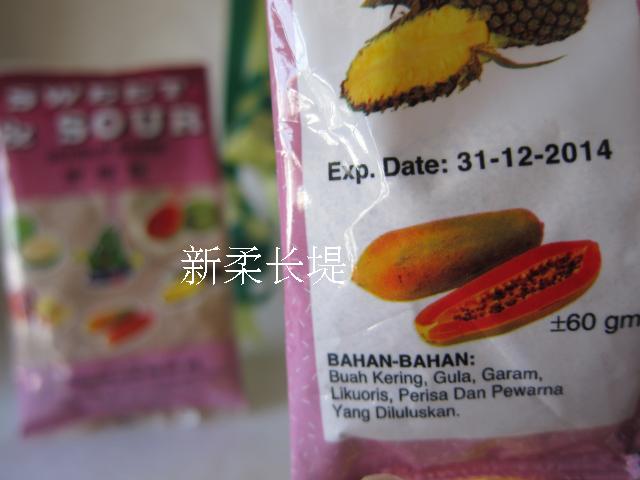 SWEET
& SOUR
Exp. Date: 31-12-2014
新柔长堤
±60 gm
BAHAN-BAHAN:
Buah Kering, Gula, Garam,
Likuoris, Perisa Dan Pewarna
Yang Diluluskan.